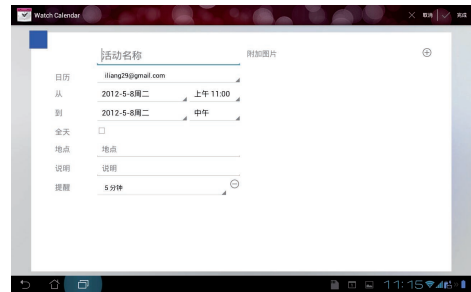 Watch Calendar
取消
完成
活动名称
附加图片
日历
iliang29@gmail.com
从
2012-5-8周二
上午 11:00
到
2012-5-8周二
中午
全天
地点
地点
说明
说明
提醒
5 分钟
11:15